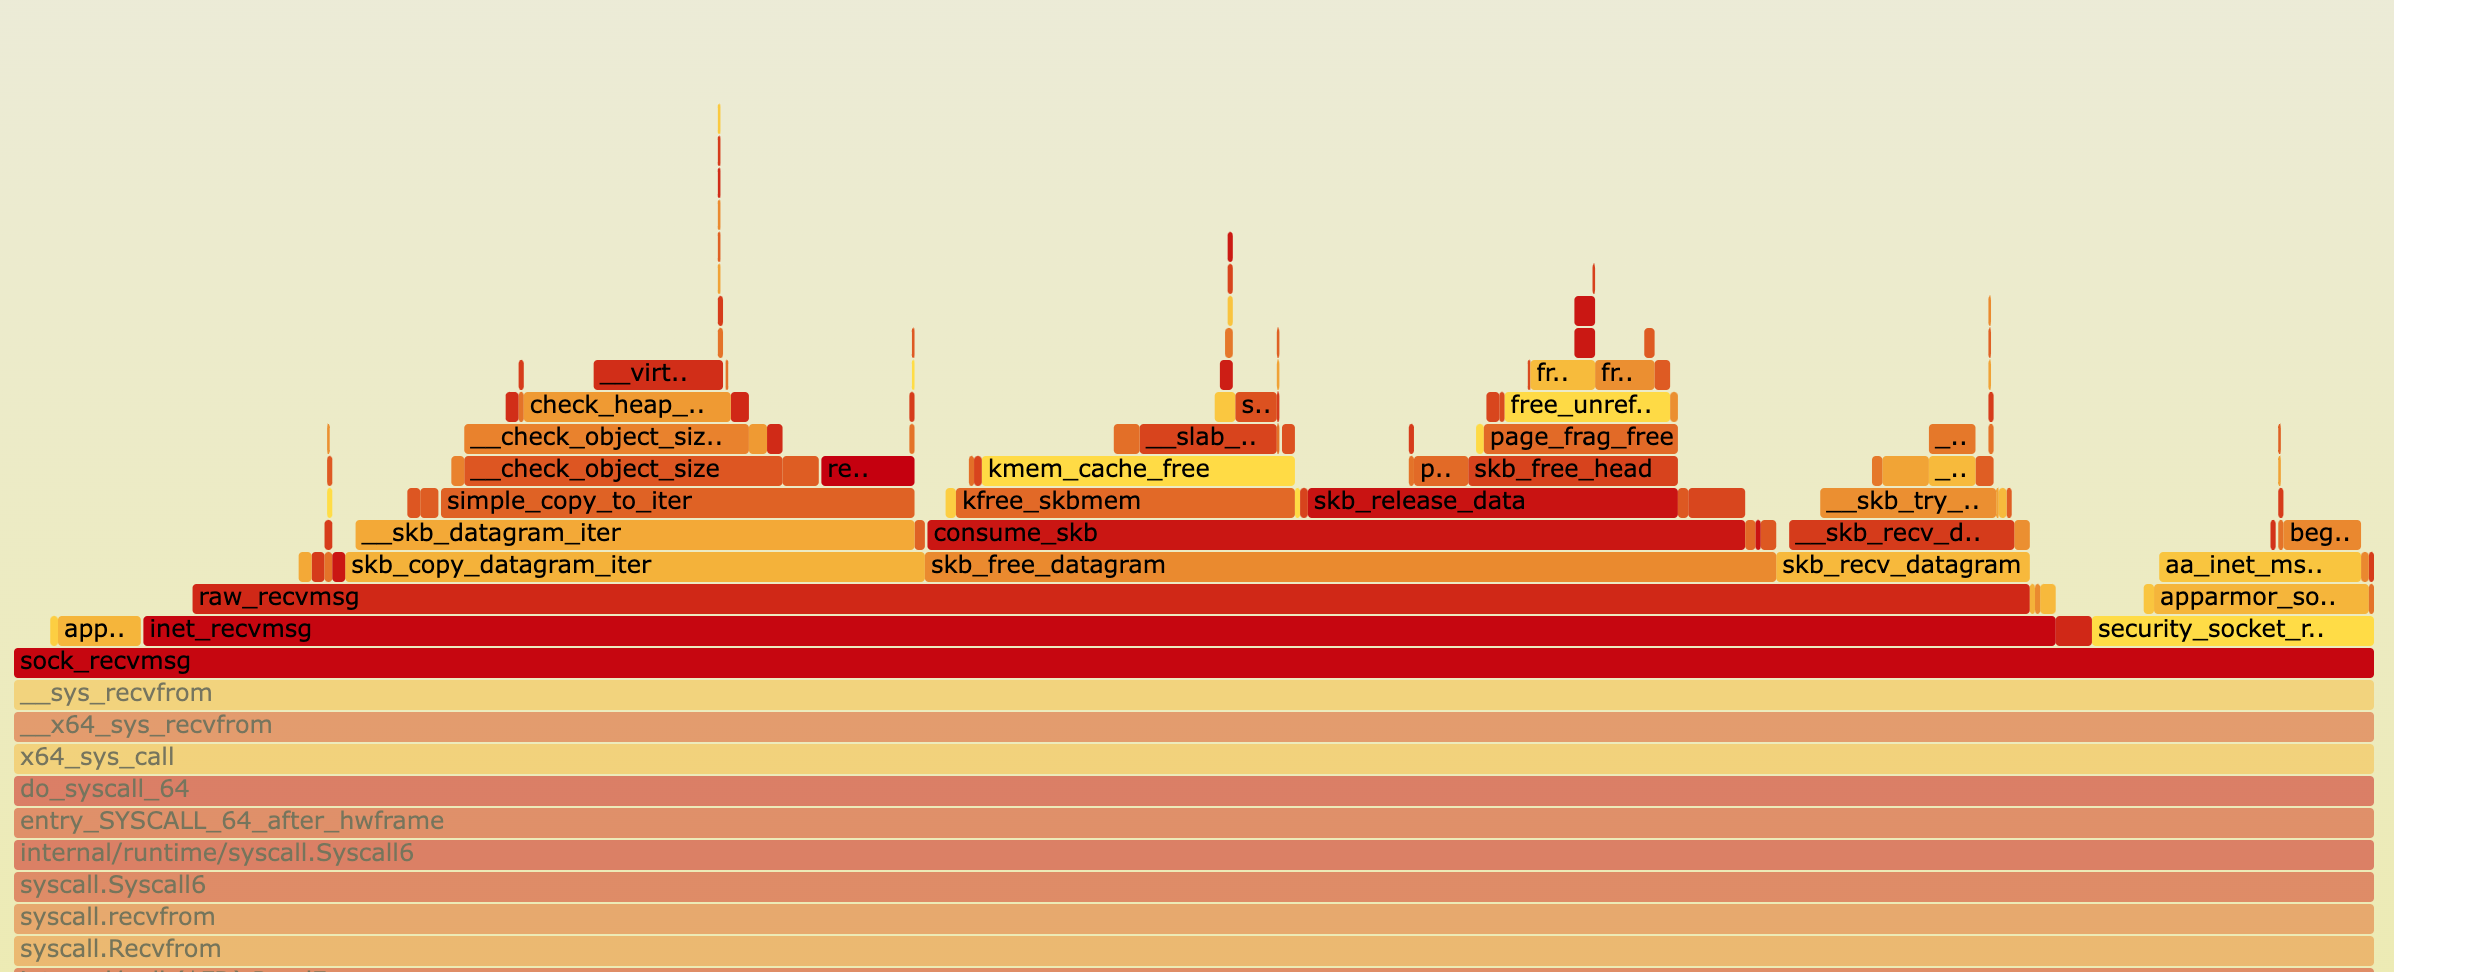 __virt..
fr.. fr..
check_heap_.. s.. free_unref..
__check_object_siz.. __slab_.. page_frag_free _..
__check_object_size re.. kmem_cache_free p.. skb_free_head _..
simple_copy_to_iter kfree_skbmem skb_release_data __skb_try_..
__skb_datagram_iter consume_skb __skb_recv_d.. beg..
skb_copy_datagram_iter skb_free_datagram skb_recv_datagram aa_inet_ms..
raw_recvmsg apparmor_so..
app.. inet_recvmsg security_socket_r..
sock_recvmsg
__sys_recvfrom
__x64_sys_recvfrom
x64_sys_call
do_syscall_64
entry_SYSCALL_64_after_hwframe
internal/runtime/syscall.Syscall6
syscall.Syscall6
syscall.recvfrom
syscall.Recvfrom